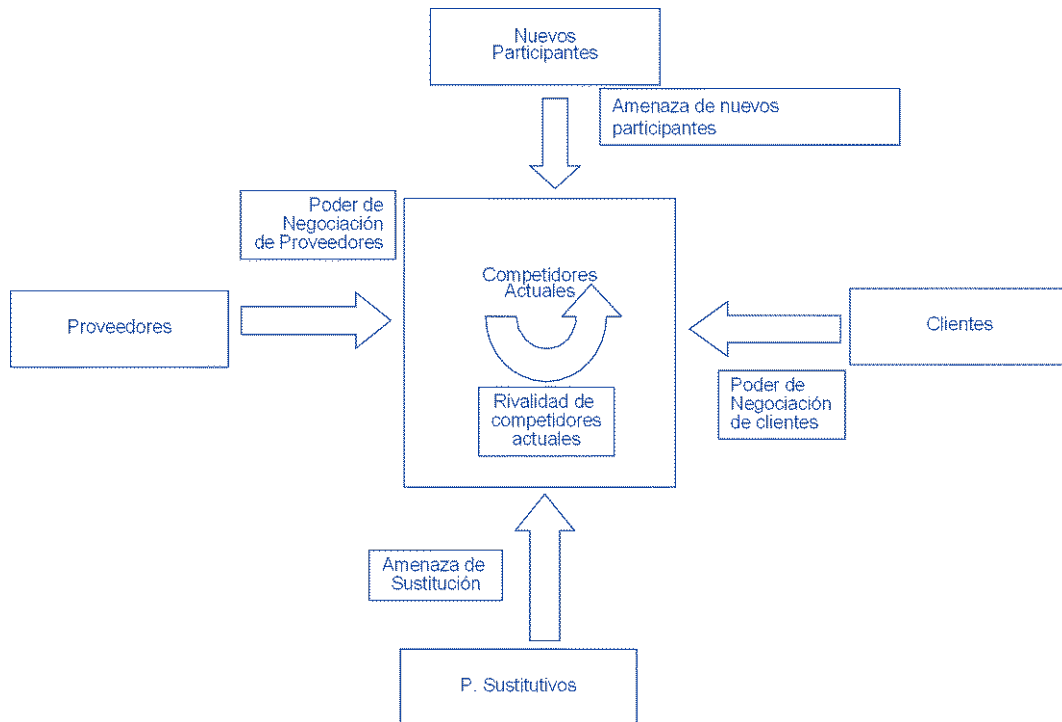 Nuevos
Participantes
Amenaza de nuevos
participantes
Poder de
Negociación
de Proveedores
Competidores
Actuales
Proveedores
Clientes
Rivalidad de
competidores
actuales
Poder de
Negociación
de clientes
Amenaza de
Sustitución
P. Sustitutivos